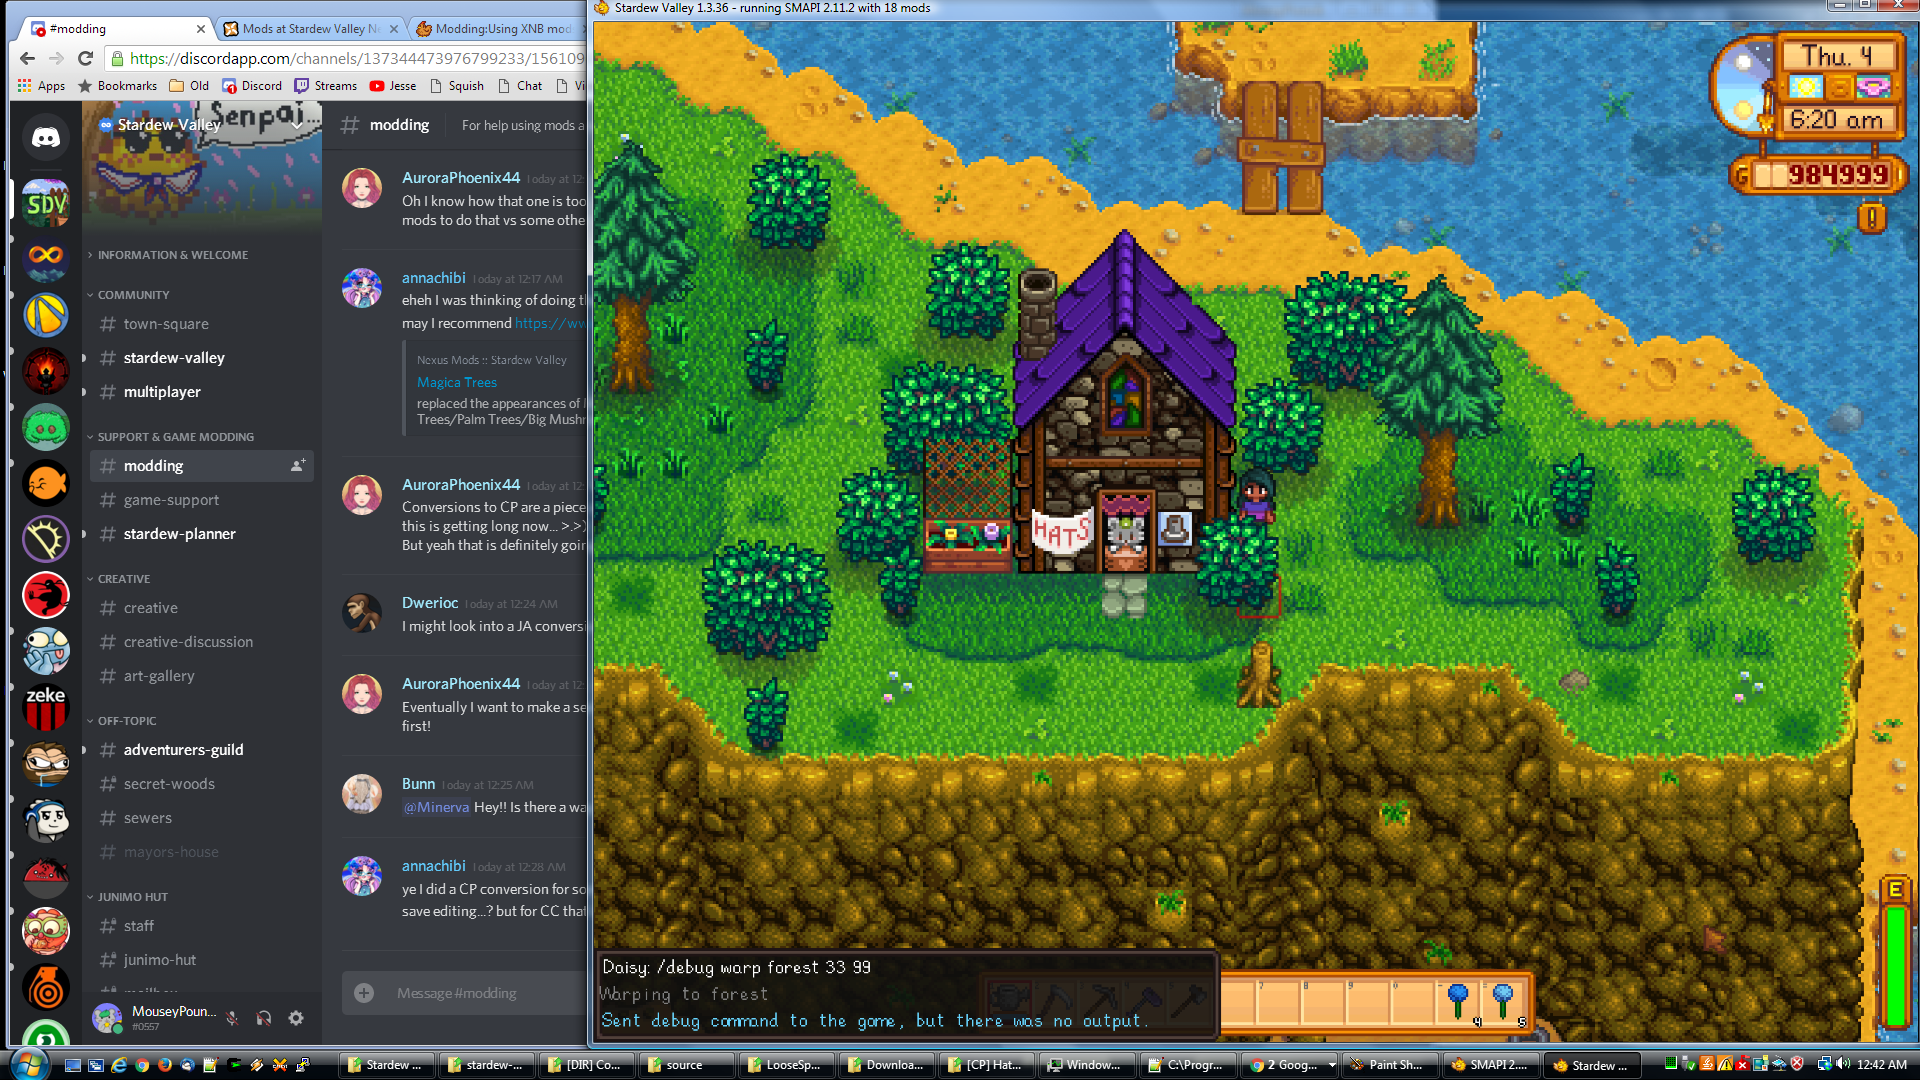 #modding
Mods at Stardew Valley Ne
Modding:Using XNB mod
https://discordapp.com/channels/137344473976799233/156109
Apps
Bookmarks
Old
Discord
Streams
Jesse
Squish
Chat
Stardew Valley
Senpai...
SDV
zeke
INFORMATION & WELCOME
COMMUNITY
# town-square
# stardew-valley
# multiplayer
SUPPORT & GAME MODDING
# modding
# game-support
# stardew-planner
CREATIVE
# creative
# creative-discussion
# art-gallery
OFF-TOPIC
# adventurers-guild
# secret-woods
# sewers
# mayors-house
JUNIMO HUT
# staff
# junimo-hut
MouseyPoun...
#0557
# modding
For help using mods a
AuroraPhoenix44 Today at 12:
Oh I know how that one is too
mods to do that vs some othe
annachibi Today at 12:17 AM
eheh I was thinking of doing t
may I recommend https://ww
Nexus Mods :: Stardew Valley
Magica Trees
replaced the appearances of
Trees/Palm Trees/Big Mush
AuroraPhoenix44 Today at 12:
Conversions to CP are a piece
this is getting long now... >.>)
But yeah that is definitely goi
Dwerioc Today at 12:24 AM
I might look into a JA conversi
AuroraPhoenix44 Today at 12:
Eventually I want to make a se
first!
Bunn Today at 12:25 AM
@Minerva Hey!! Is there a wa
annachibi Today at 12:28 AM
ye I did a CP conversion for so
save editing...? but for CC that
Message #modding
Stardew Valley 1.3.36 - running SMAPI 2.11.2 with 18 mods
Thu. 4
6:20 am
G 984999
!
HATS
E
Daisy: /debug warp forest 33 99
Warping to forest
Sent debug command to the game, but there was no output.
7 8 9 0 - =
4 5
Stardew ...
stardew-...
[DIR] Co...
source
LooseSp...
Downloa...
[CP] Hat...
Window...
C:\Progr...
2 Goog...
Paint Sh...
SMAPI 2....
Stardew ...
12:42 AM